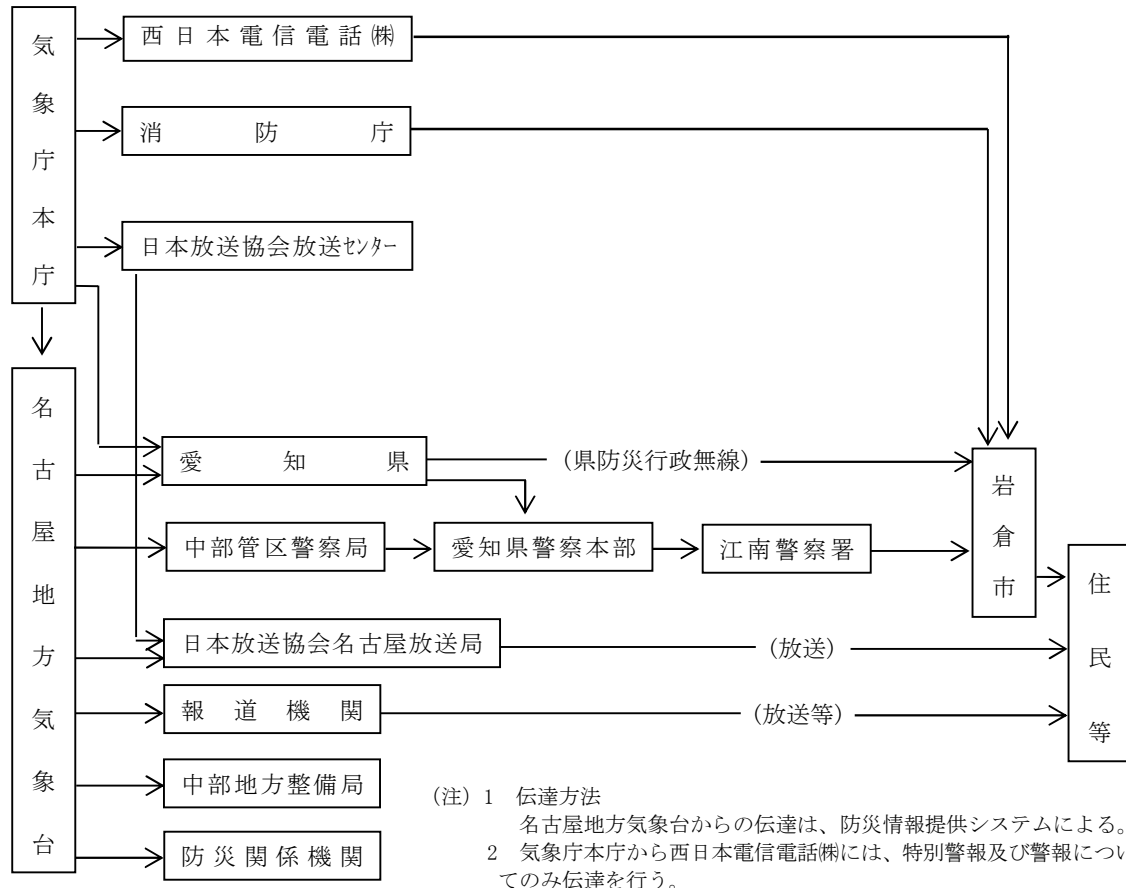 気象庁本庁
西日本電信電話㈱
消防庁
日本放送協会放送ｾﾝﾀｰ
名古屋地方気象台
愛知県
(県防災行政無線)
中部管区警察局
愛知県警察本部
江南警察署
岩倉市
日本放送協会名古屋放送局
(放送)
報道機関
(放送等)
住民等
中部地方整備局
防災関係機関
(注) 1　伝達方法
名古屋地方気象台からの伝達は、防災情報提供システムによる。
2　気象庁本庁から西日本電信電話㈱には、特別警報及び警報につい
てのみ伝達を行う。